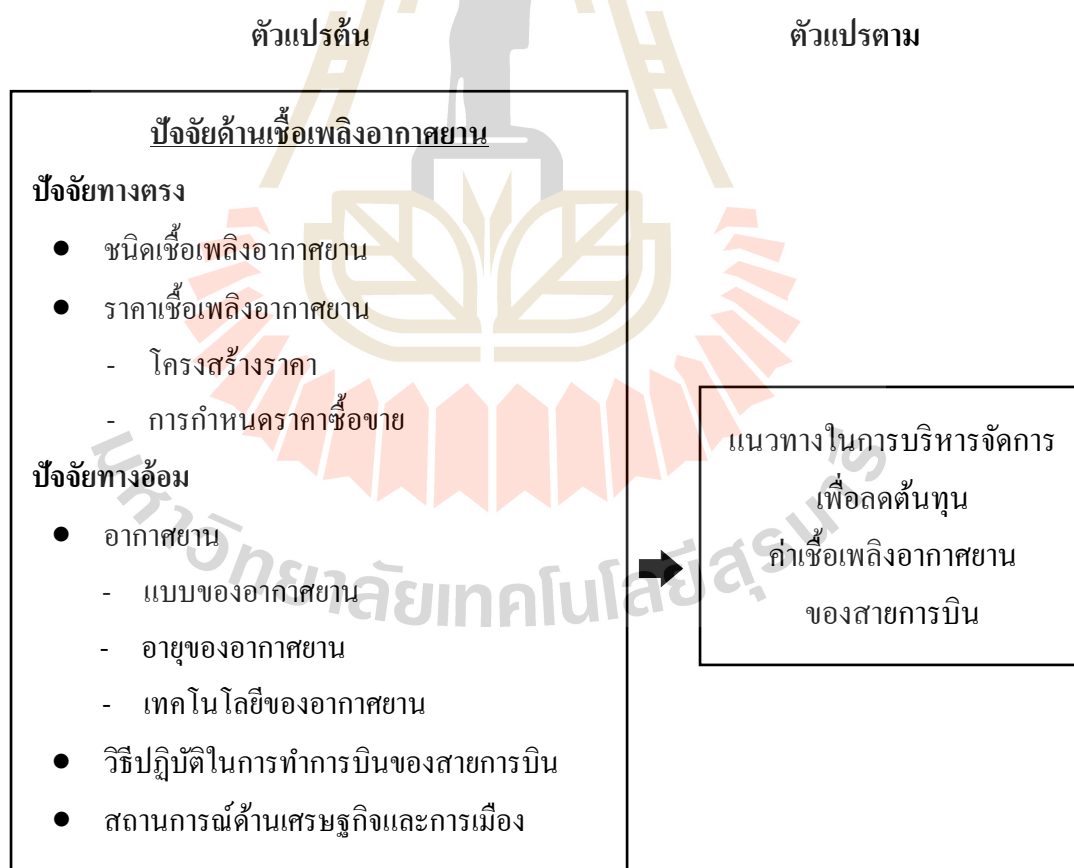 ตัวแปรต้น
ตัวแปรตาม
ปัจจัยด้านเชื้อเพลิงอากาศยาน
ปัจจัยทางตรง
● ชนิดเชื้อเพลิงอากาศยาน
● ราคาเชื้อเพลิงอากาศยาน
- โครงสร้างราคา
- การกำหนดราคาซื้อขาย
ปัจจัยทางอ้อม
● อากาศยาน
- แบบของอากาศยาน
- อายุของอากาศยาน
- เทคโนโลยีของอากาศยาน
● วิธีปฏิบัติในการทำการบินของสายการบิน
● สถานการณ์ด้านเศรษฐกิจและการเมือง
แนวทางในการบริหารจัดการ
เพื่อลดต้นทุน
ค่าเชื้อเพลิงอากาศยาน
ของสายการบิน
มหาวิทยาลัยเทคโนโลยีสุรนารี